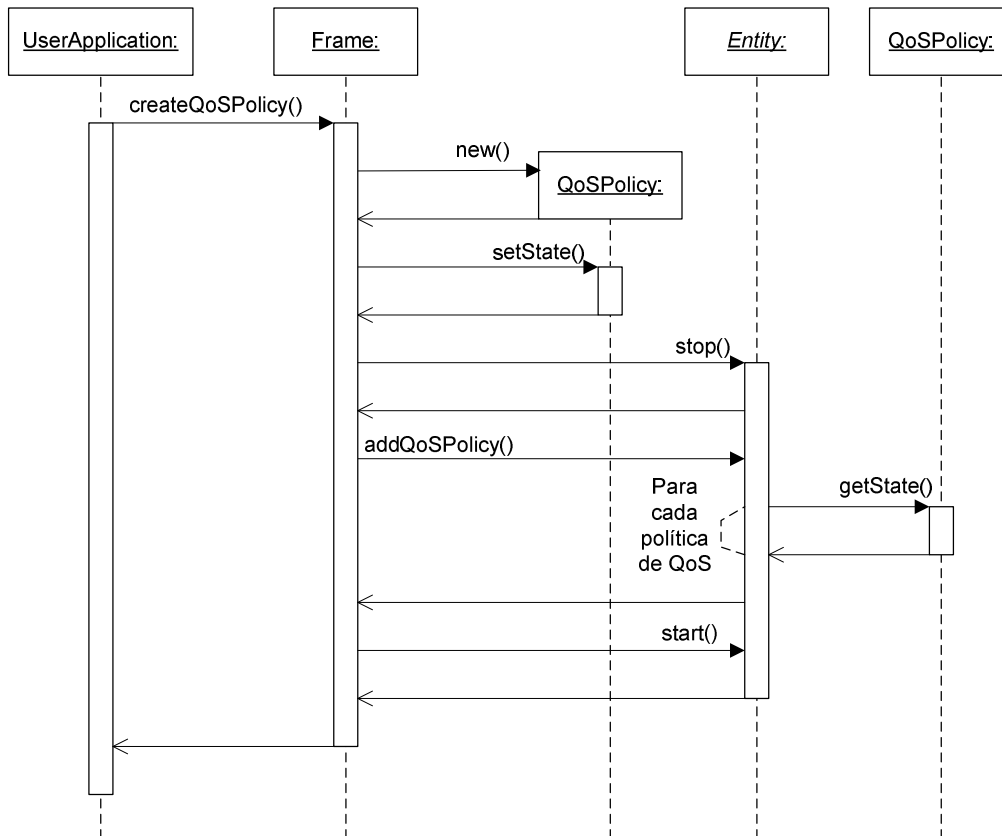 UserApplication:
Frame:
Entity:
QoSPolicy:
createQoSPolicy()
new()
QoSPolicy:
setState()
stop()
addQoSPolicy()
Para
cada
política
de QoS
getState()
start()